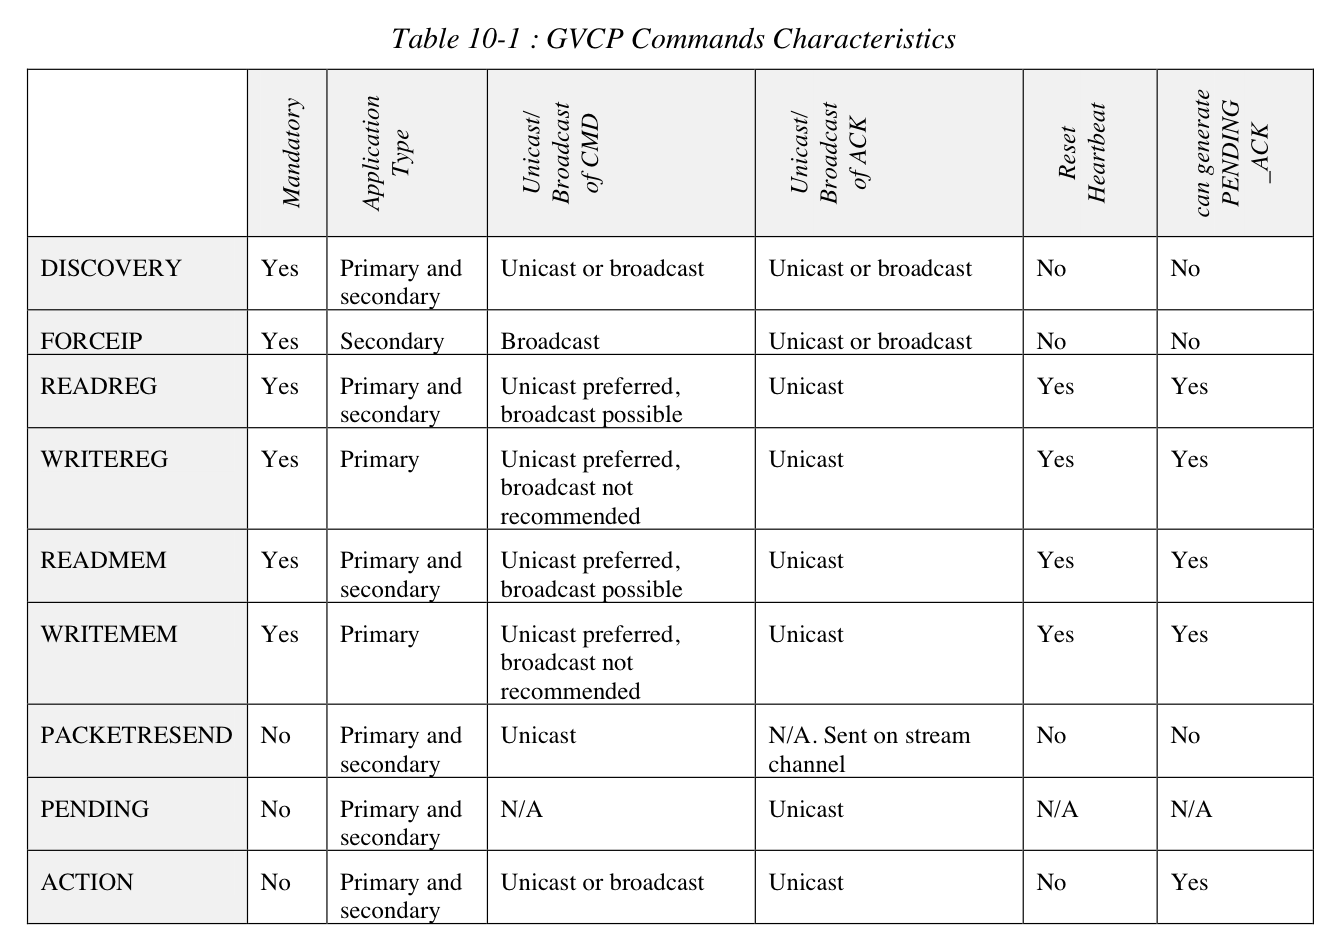 Table 10-1 : GVCP Commands Characteristics
Mandatory
Application
Type
Unicast/
Broadcast
of CMD
Unicast/
Broadcast
of ACK
Reset
Heartbeat
can generate
PENDING
_ACK
DISCOVERY Yes Primary and Unicast or broadcast Unicast or broadcast No No
secondary
FORCEIP Yes Secondary Broadcast Unicast or broadcast No No
READREG Yes Primary and Unicast preferred, Unicast Yes Yes
secondary broadcast possible
WRITEREG Yes Primary Unicast preferred, Unicast Yes Yes
broadcast not
recommended
READMEM Yes Primary and Unicast preferred, Unicast Yes Yes
secondary broadcast possible
WRITEMEM Yes Primary Unicast preferred, Unicast Yes Yes
broadcast not
recommended
PACKETRESEND No Primary and Unicast N/A. Sent on stream No No
secondary channel
PENDING No Primary and N/A Unicast N/A N/A
secondary
ACTION No Primary and Unicast or broadcast Unicast No Yes
secondary